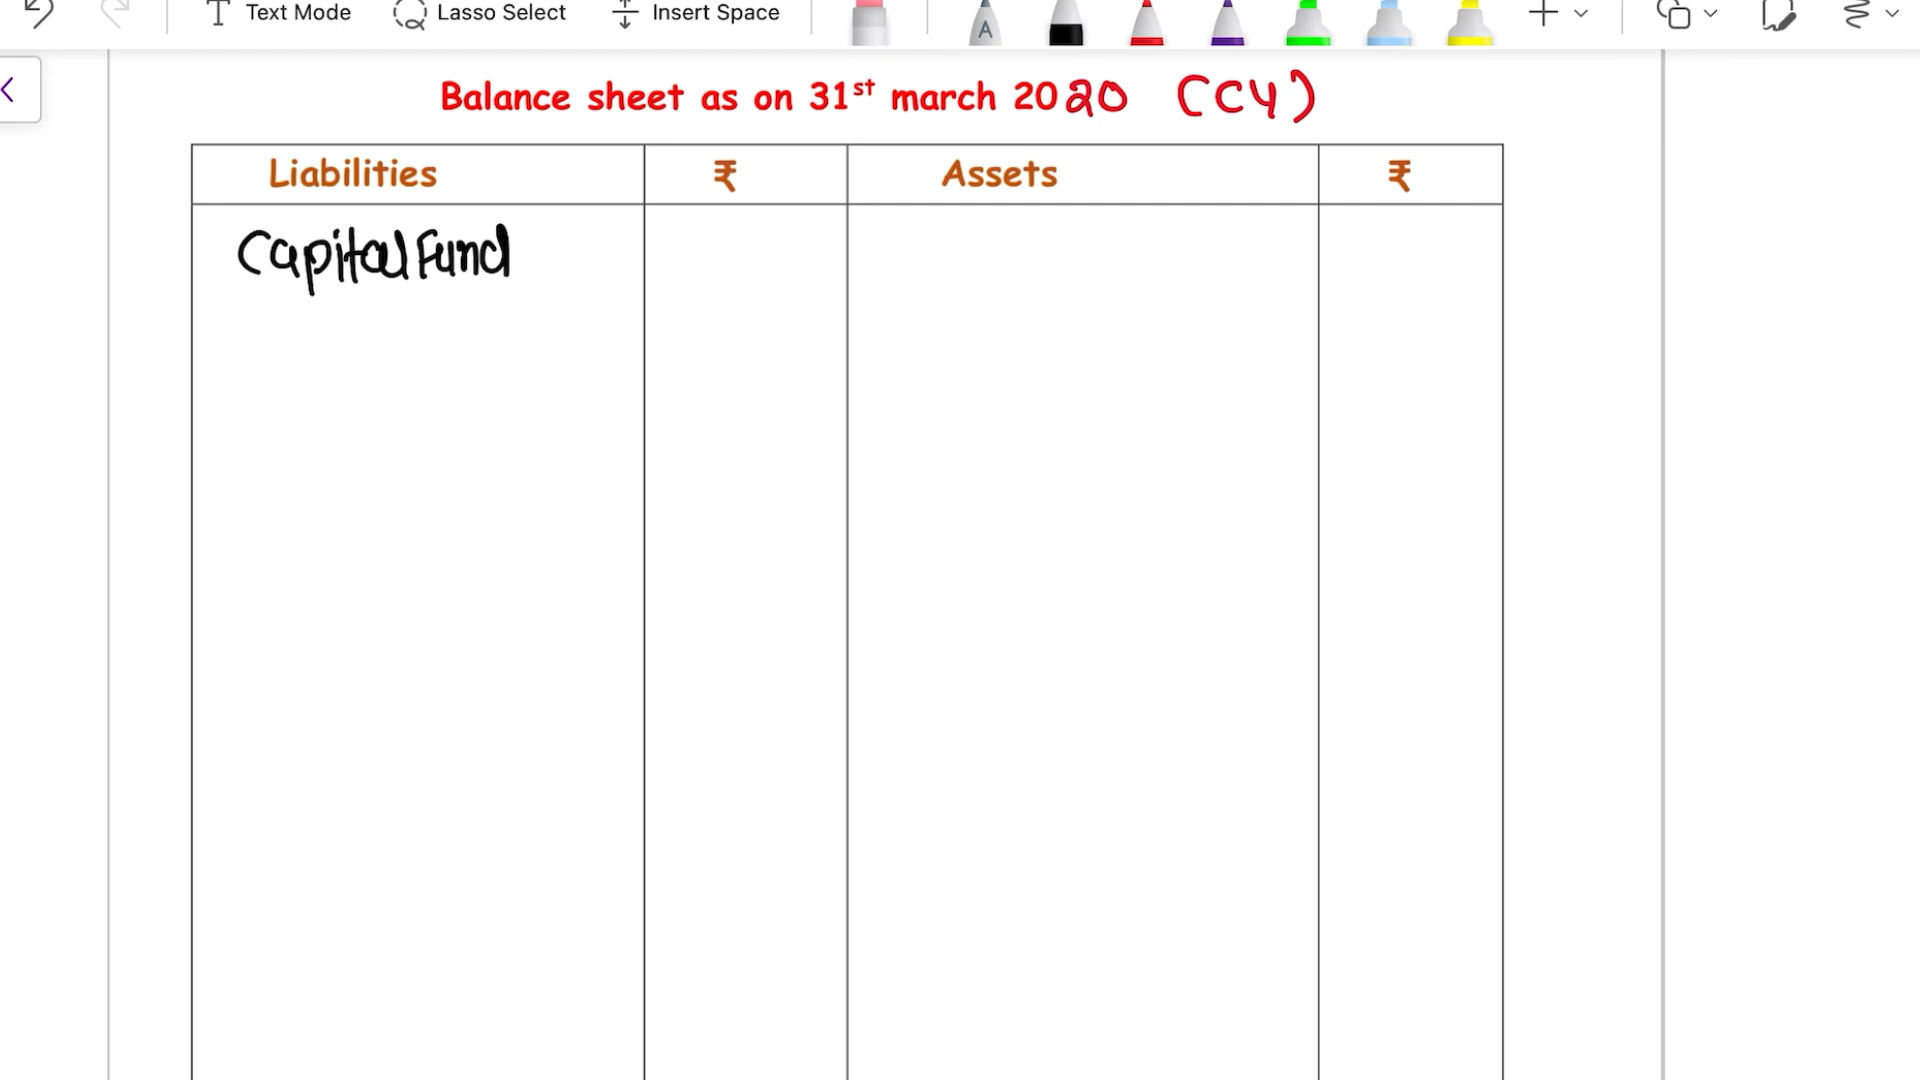 Text Mode Lasso Select Insert Space
A
Balance sheet as on 31st march 2020 (CY)
Liabilities ₹ Assets ₹
Capital Fund